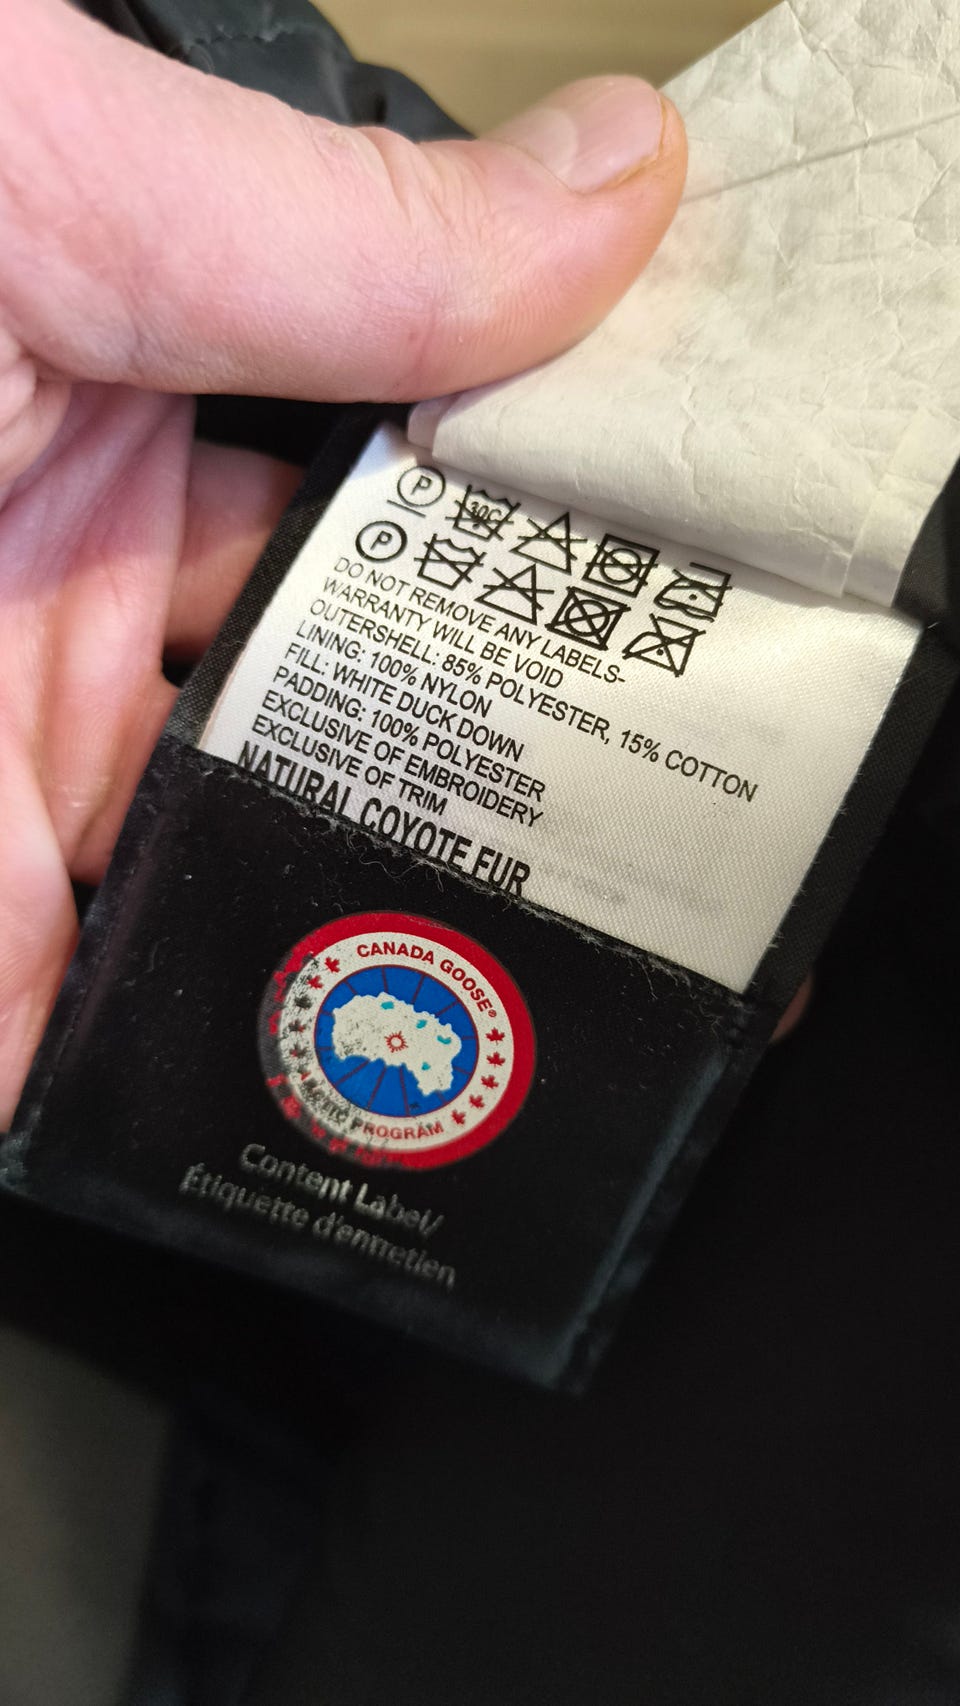 P 30C
P
DO NOT REMOVE ANY LABELS-
WARRANTY WILL BE VOID
OUTERSHELL: 85% POLYESTER, 15% COTTON
LINING: 100% NYLON
FILL: WHITE DUCK DOWN
PADDING: 100% POLYESTER
EXCLUSIVE OF EMBROIDERY
EXCLUSIVE OF TRIM
NATURAL COYOTE FUR
CANADA GOOSE®
ARCTIC PROGRAM
Content Label/
Étiquette d'entretien